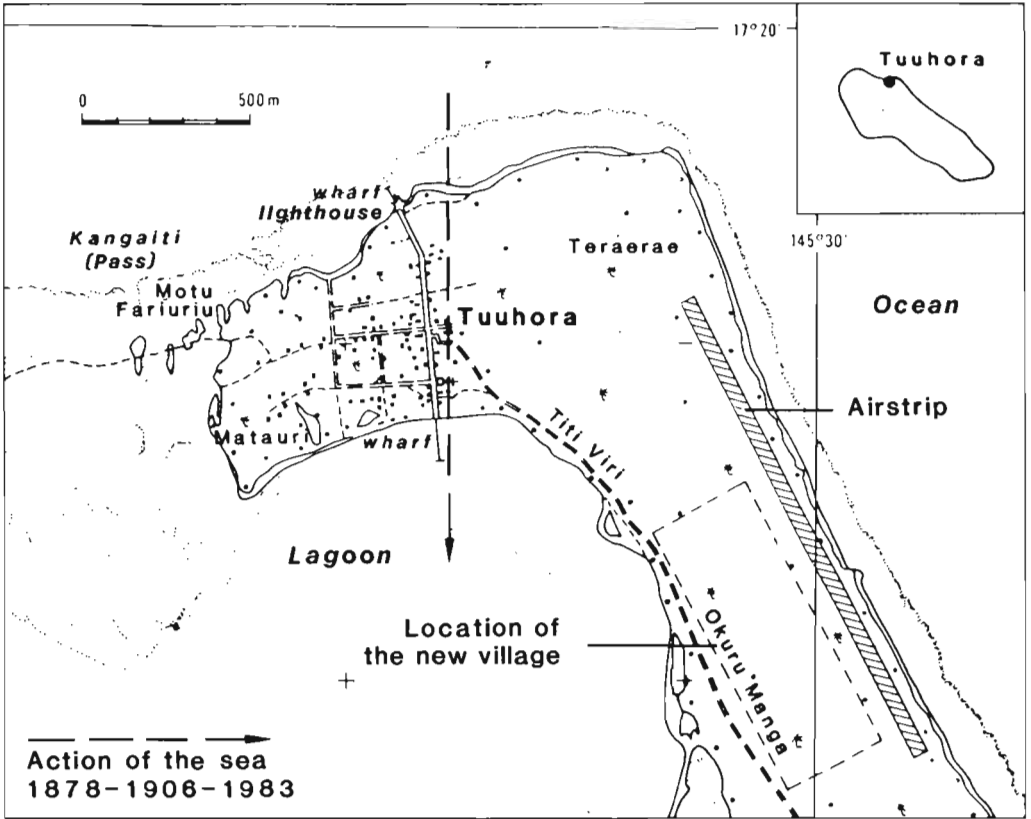 17°20'
Tuuhora
0 500m
wharf
lighthouse
Kangaiti
(Pass)
145°30'
Teraerae
Motu
Fariuriu
Ocean
Tuuhora
Airstrip
Titi Viri
Matauri
wharf
Lagoon
Location of
the new village
Okuru Manga
Action of the sea
1878-1906-1983